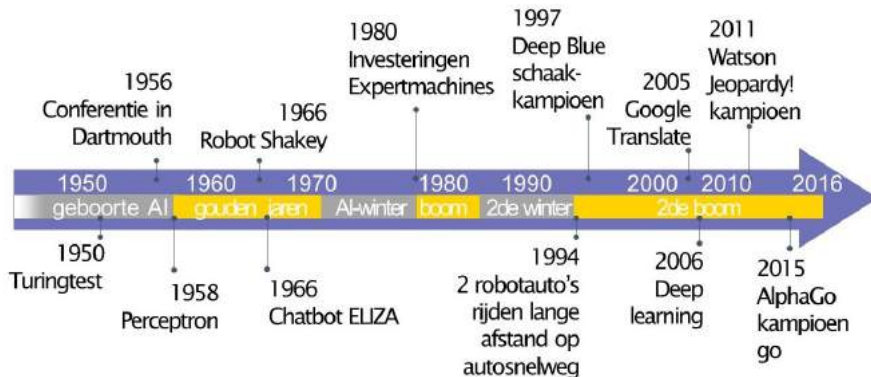 1956
Conferentie in
Dartmouth
1966
Robot Shakey
1980
Investeringen
Expertmachines
1997
Deep Blue
schaak-
kampioen
2005
Google
Translate
2011
Watson
Jeopardy!
kampioen
1950 1960 1970 1980 1990 2000 2010 2016
geboorte AI gouden jaren AI-winter boom 2de winter 2de boom
1950
Turingtest
1958
Perceptron
1966
Chatbot ELIZA
1994
2 robotauto's
rijden lange
afstand op
autosnelweg
2006
Deep
learning
2015
AlphaGo
kampioen
go